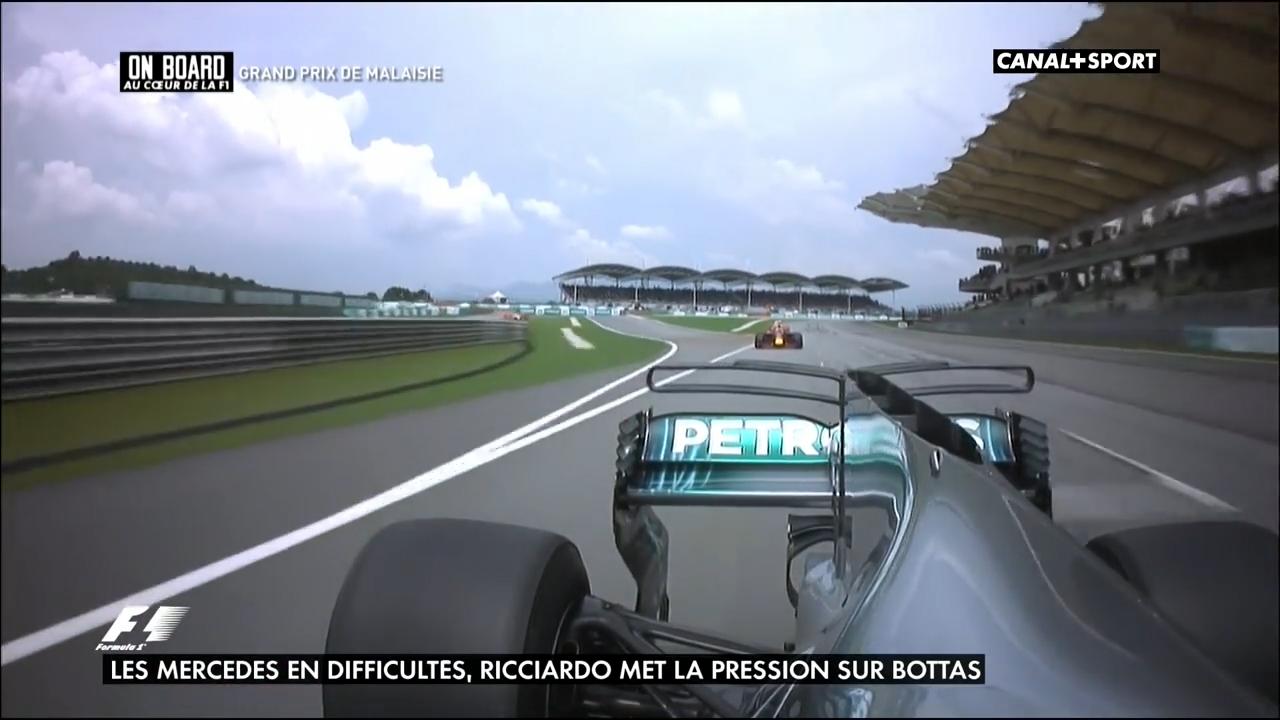 ON BOARD
AU CŒUR DE LA F1
GRAND PRIX DE MALAISIE
CANAL+SPORT
PETR
S
F1
Formula 1
LES MERCEDES EN DIFFICULTÉS, RICCIARDO MET LA PRESSION SUR BOTTAS